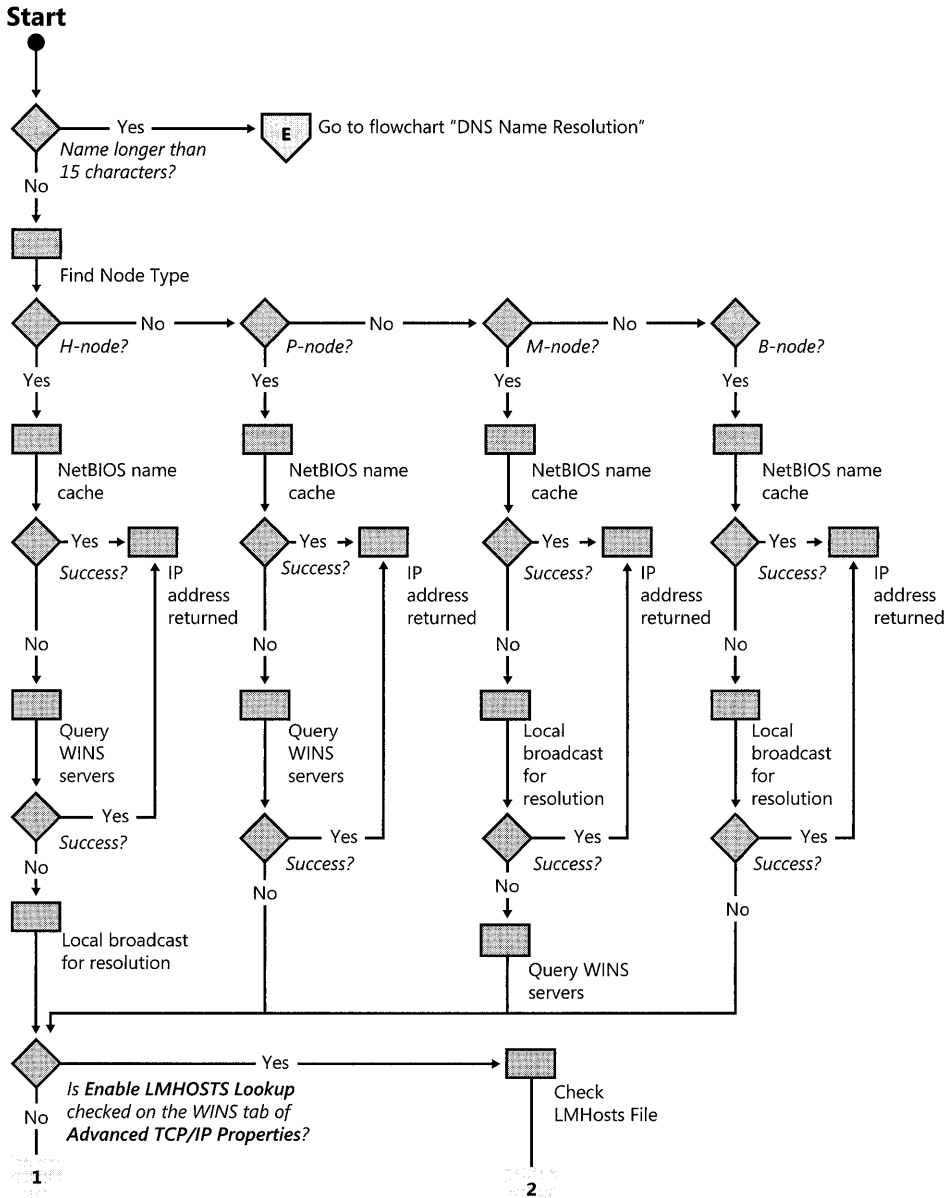 Start
Yes
E
Go to flowchart "DNS Name Resolution"
Name longer than
15 characters?
No
Find Node Type
No
No
No
H-node?
P-node?
M-node?
B-node?
Yes
Yes
Yes
Yes
NetBIOS name
cache
NetBIOS name
cache
NetBIOS name
cache
NetBIOS name
cache
Yes
Yes
Yes
Yes
Success?
IP
address
returned
Success?
IP
address
returned
Success?
IP
address
returned
Success?
IP
address
returned
No
No
No
No
Query
WINS
servers
Query
WINS
servers
Local
broadcast
for
resolution
Local
broadcast
for
resolution
Yes
Success?
Yes
Success?
Yes
Success?
Yes
Success?
No
No
No
No
Local broadcast
for resolution
Query WINS
servers
Yes
Is Enable LMHOSTS Lookup
checked on the WINS tab of
Advanced TCP/IP Properties?
Check
LMHosts File
No
1
2